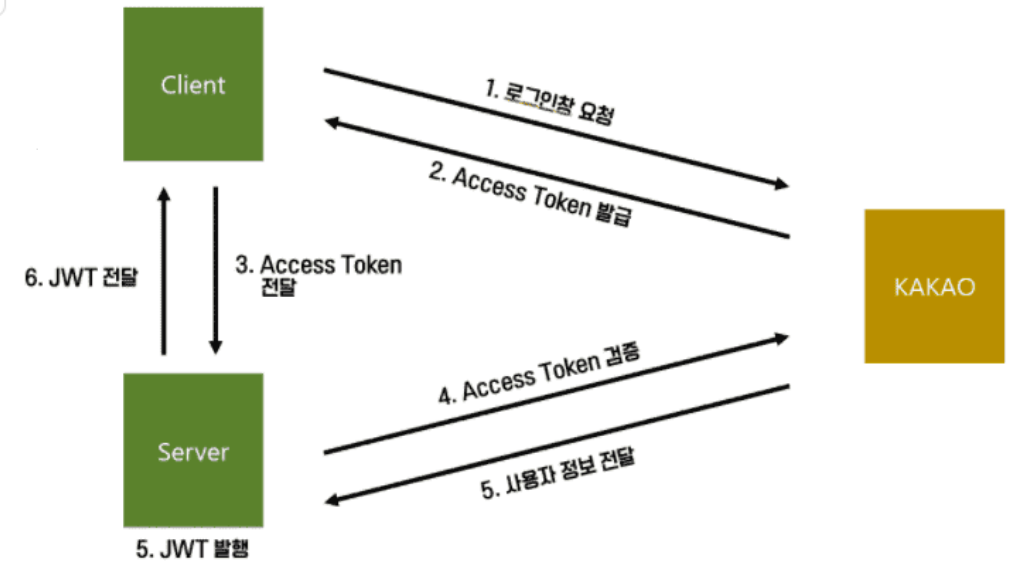 Client
1. 로그인창 요청
2. Access Token 발급
3. Access Token
전달
6. JWT 전달
KAKAO
4. Access Token 검증
5. 사용자 정보 전달
Server
5. JWT 발행